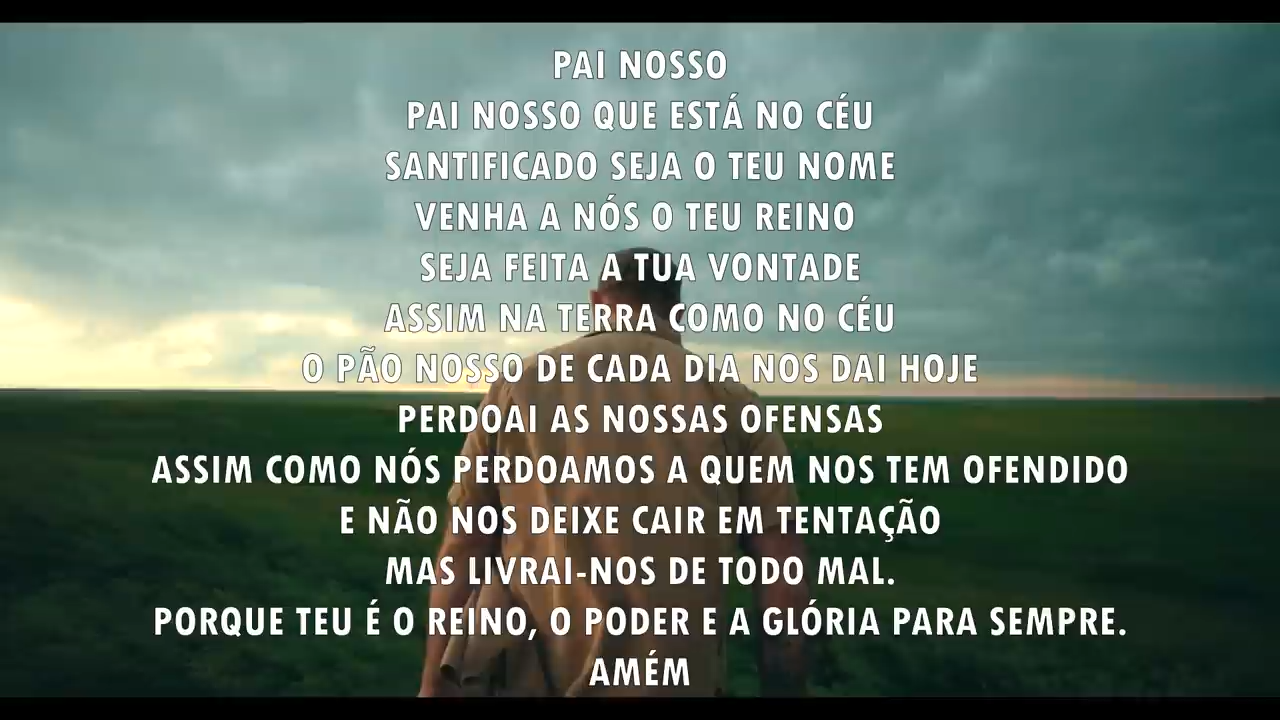 PAI NOSSO
PAI NOSSO QUE ESTÁ NO CÉU
SANTIFICADO SEJA O TEU NOME
VENHA A NÓS O TEU REINO
SEJA FEITA A TUA VONTADE
ASSIM NA TERRA COMO NO CÉU
O PÃO NOSSO DE CADA DIA NOS DAI HOJE
PERDOAI AS NOSSAS OFENSAS
ASSIM COMO NÓS PERDOAMOS A QUEM NOS TEM OFENDIDO
E NÃO NOS DEIXE CAIR EM TENTAÇÃO
MAS LIVRAI-NOS DE TODO MAL.
PORQUE TEU É O REINO, O PODER E A GLÓRIA PARA SEMPRE.
AMÉM